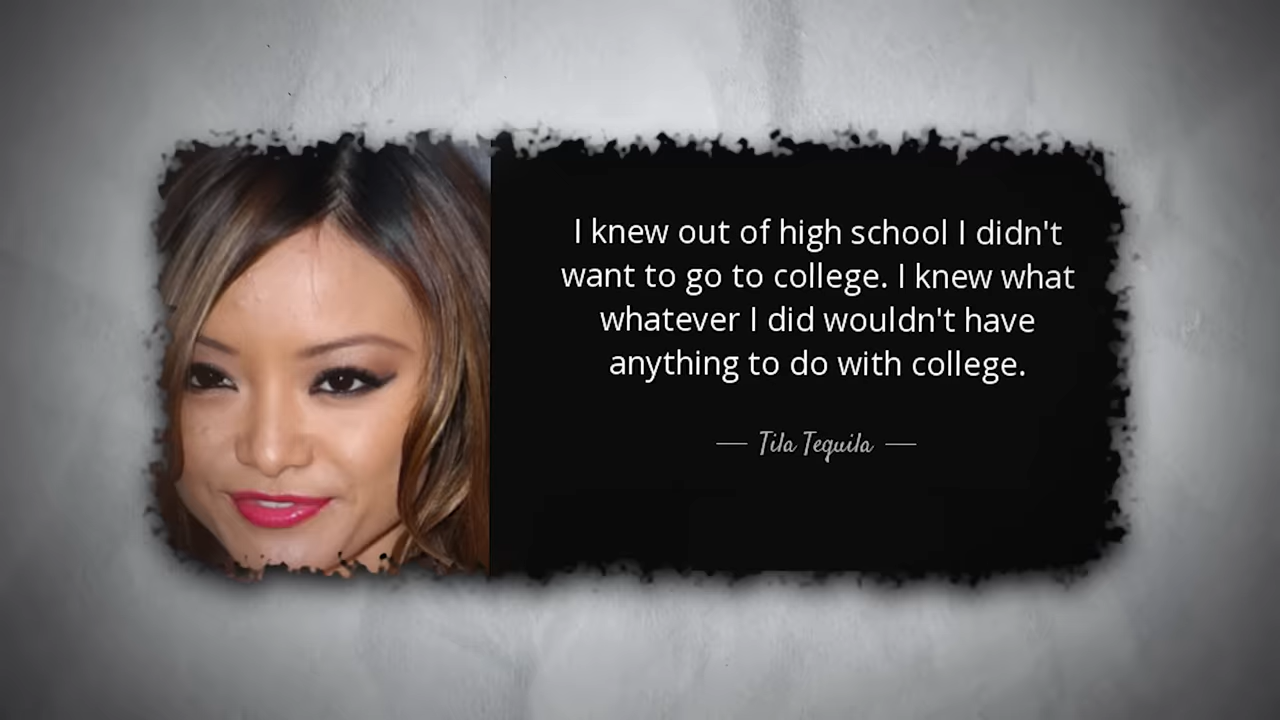 I knew out of high school I didn't
want to go to college. I knew what
whatever I did wouldn't have
anything to do with college.
— Tila Tequila —